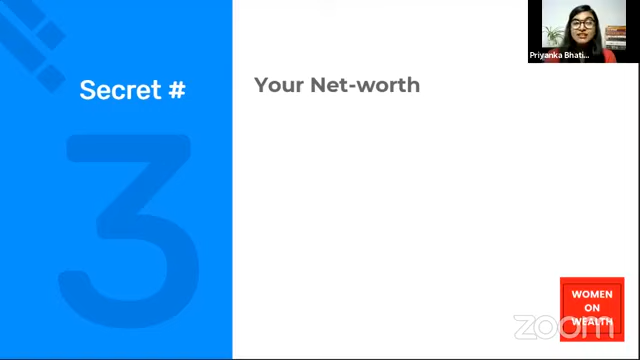 Priyanka Bhati...
Secret #
3
Your Net-worth
WOMEN
ON
WEALTH
zoom